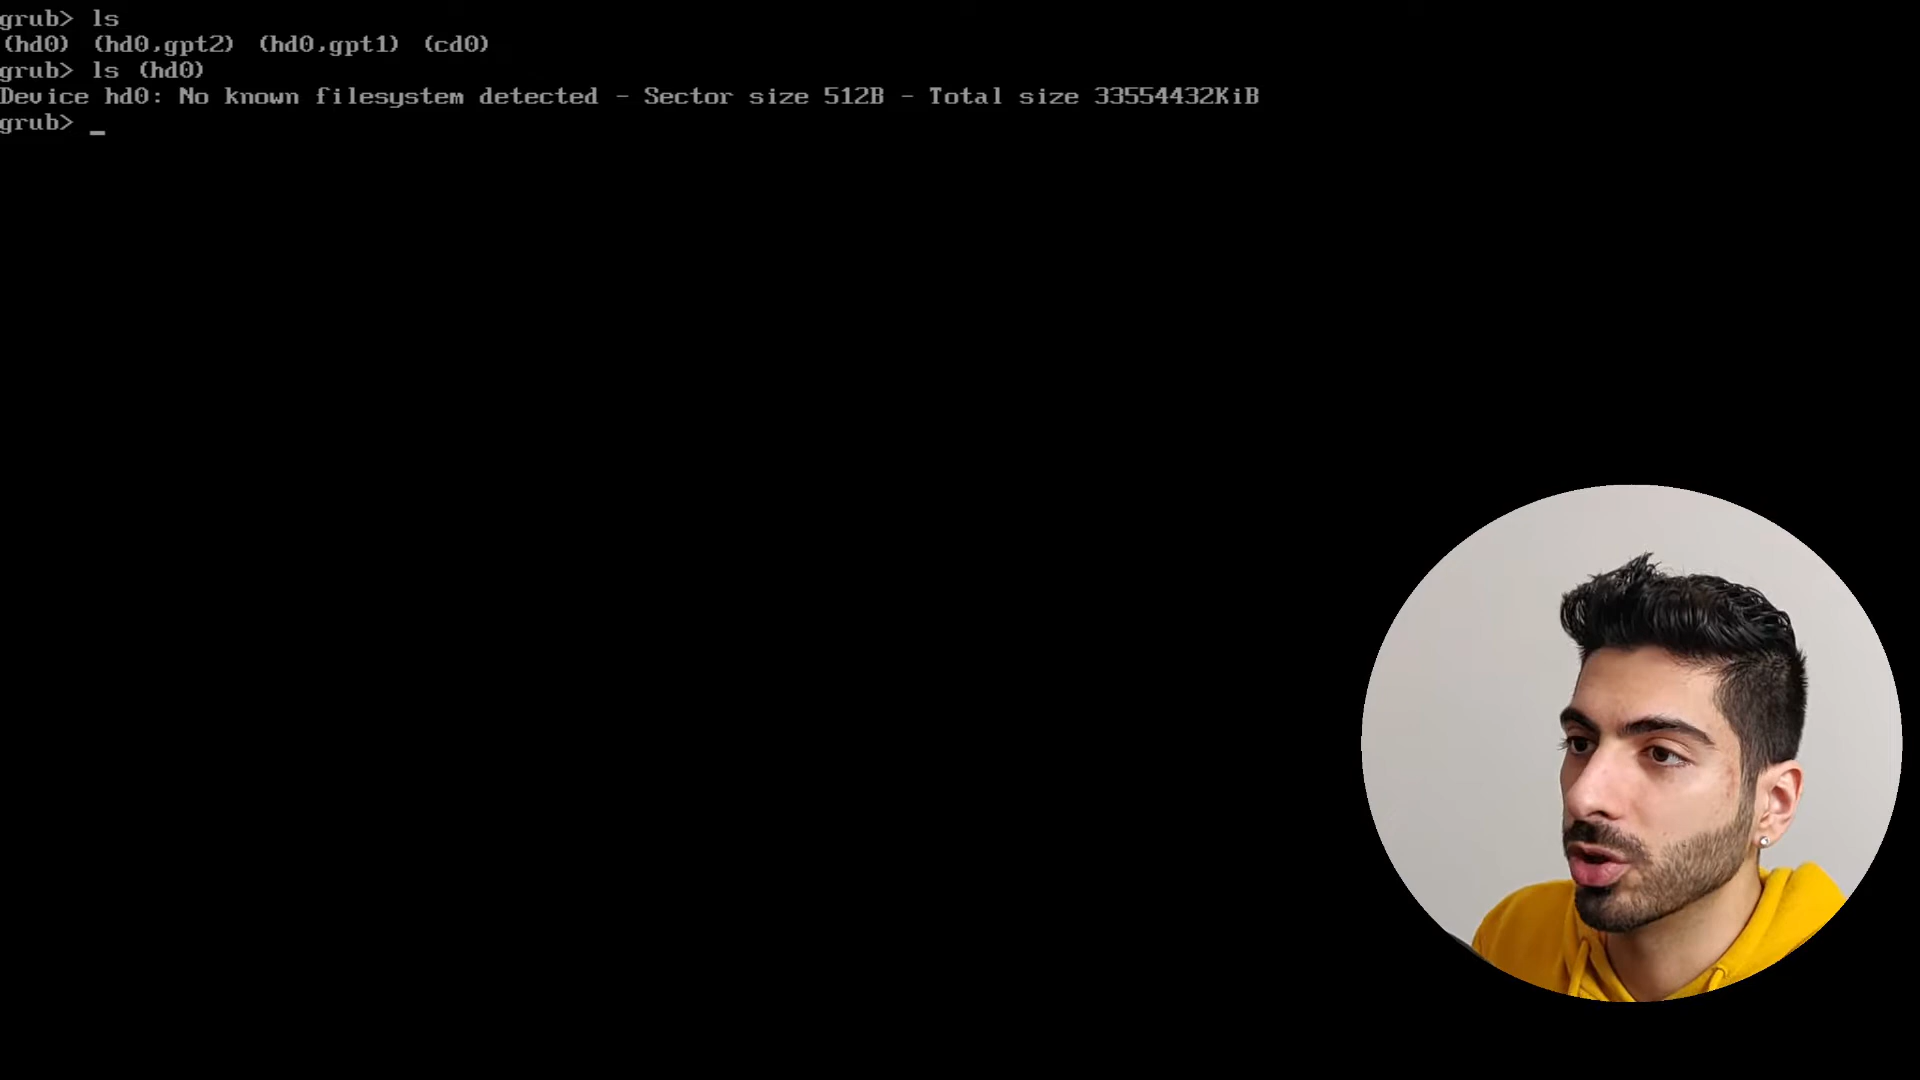 grub> ls
(hd0) (hd0,gpt2) (hd0,gpt1) (cd0)
grub> ls (hd0)
Device hd0: No known filesystem detected - Sector size 512B - Total size 33554432KiB
grub> _